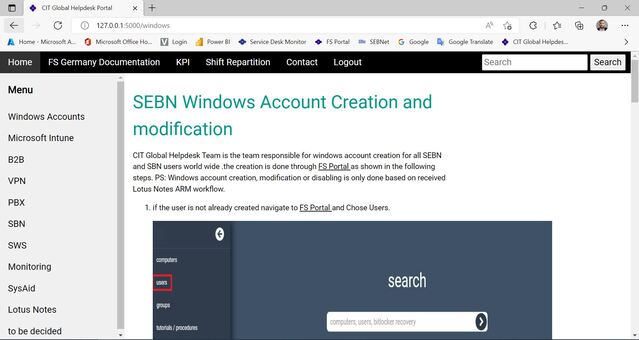 CIT Global Helpdesk Portal
127.0.0.1:5000/windows
Home - Microsoft A...
Microsoft Office Ho...
Login
Power BI
Service Desk Monitor
FS Portal
SEBNet
Google
Google Translate
CIT Global Helpdes...
Home
FS Germany Documentation
KPI
Shift Repartition
Contact
Logout
Search
Search
Menu
Windows Accounts
Microsoft Intune
B2B
VPN
PBX
SBN
SWS
Monitoring
SysAid
Lotus Notes
to be decided
SEBN Windows Account Creation and
modification
CIT Global Helpdesk Team is the team responsible for windows account creation for all SEBN
and SBN users world wide .the creation is done through FS Portal as shown in the following
steps. PS: Windows account creation, modification or disabling is only done based on received
Lotus Notes ARM workflow.
1. if the user is not already created navigate to FS Portal and Chose Users.
computers
users
groups
tutorials / procedures
search
computers, users, bitlocker recovery